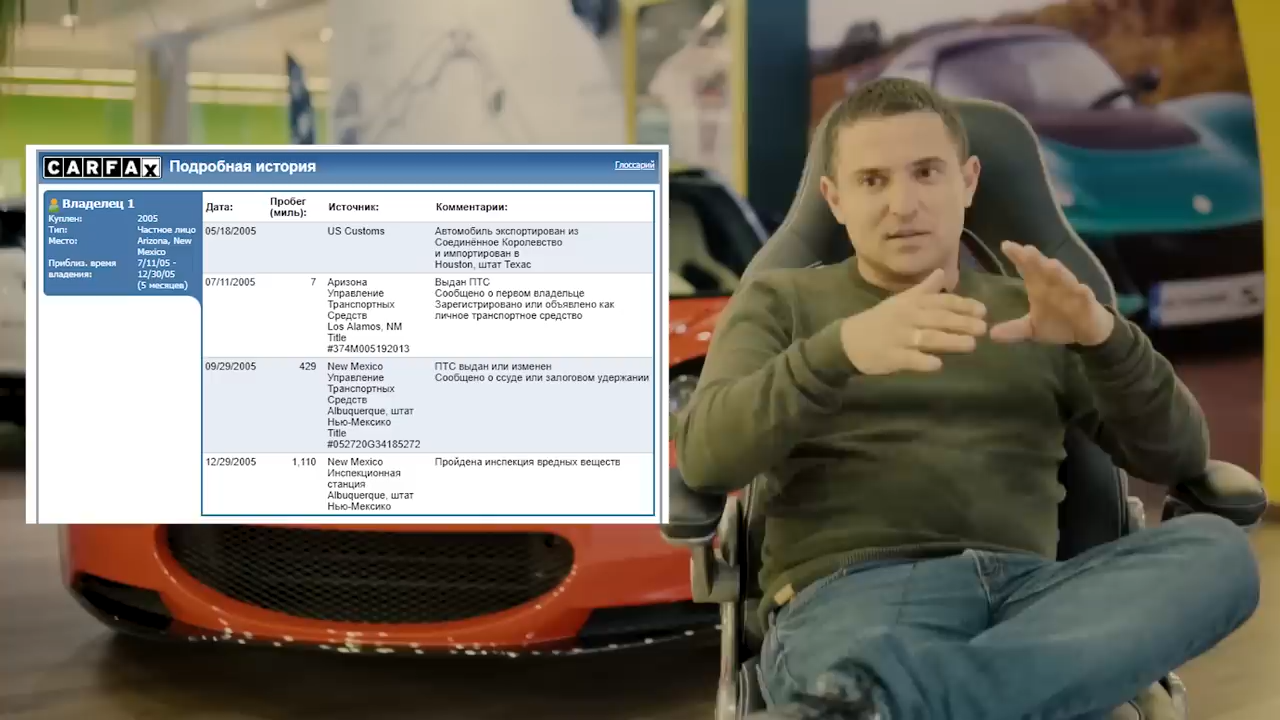 CARFAX Подробная история
Глоссарий
Владелец 1
Куплен: 2005
Тип: Частное лицо
Место: Arizona, New
Mexico
Приблиз. время 7/11/05 -
владения: 12/30/05
(5 месяцев)
Дата: Пробег (миль): Источник: Комментарии:
05/18/2005 US Customs Автомобиль экспортирован из
Соединённое Королевство
и импортирован в
Houston, штат Техас
07/11/2005 7 Аризона Выдан ПТС
Управление Сообщено о первом владельце
Транспортных Зарегистрировано или объявлено как
Средств личное транспортное средство
Los Alamos, NM
Title
#374M005192013
09/29/2005 429 New Mexico ПТС выдан или изменен
Управление Сообщено о ссуде или залоговом удержании
Транспортных
Средств
Albuquerque, штат
Нью-Мексико
Title
#052720G34185272
12/29/2005 1,110 New Mexico Пройдена инспекция вредных веществ
Инспекционная
станция
Albuquerque, штат
Нью-Мексико